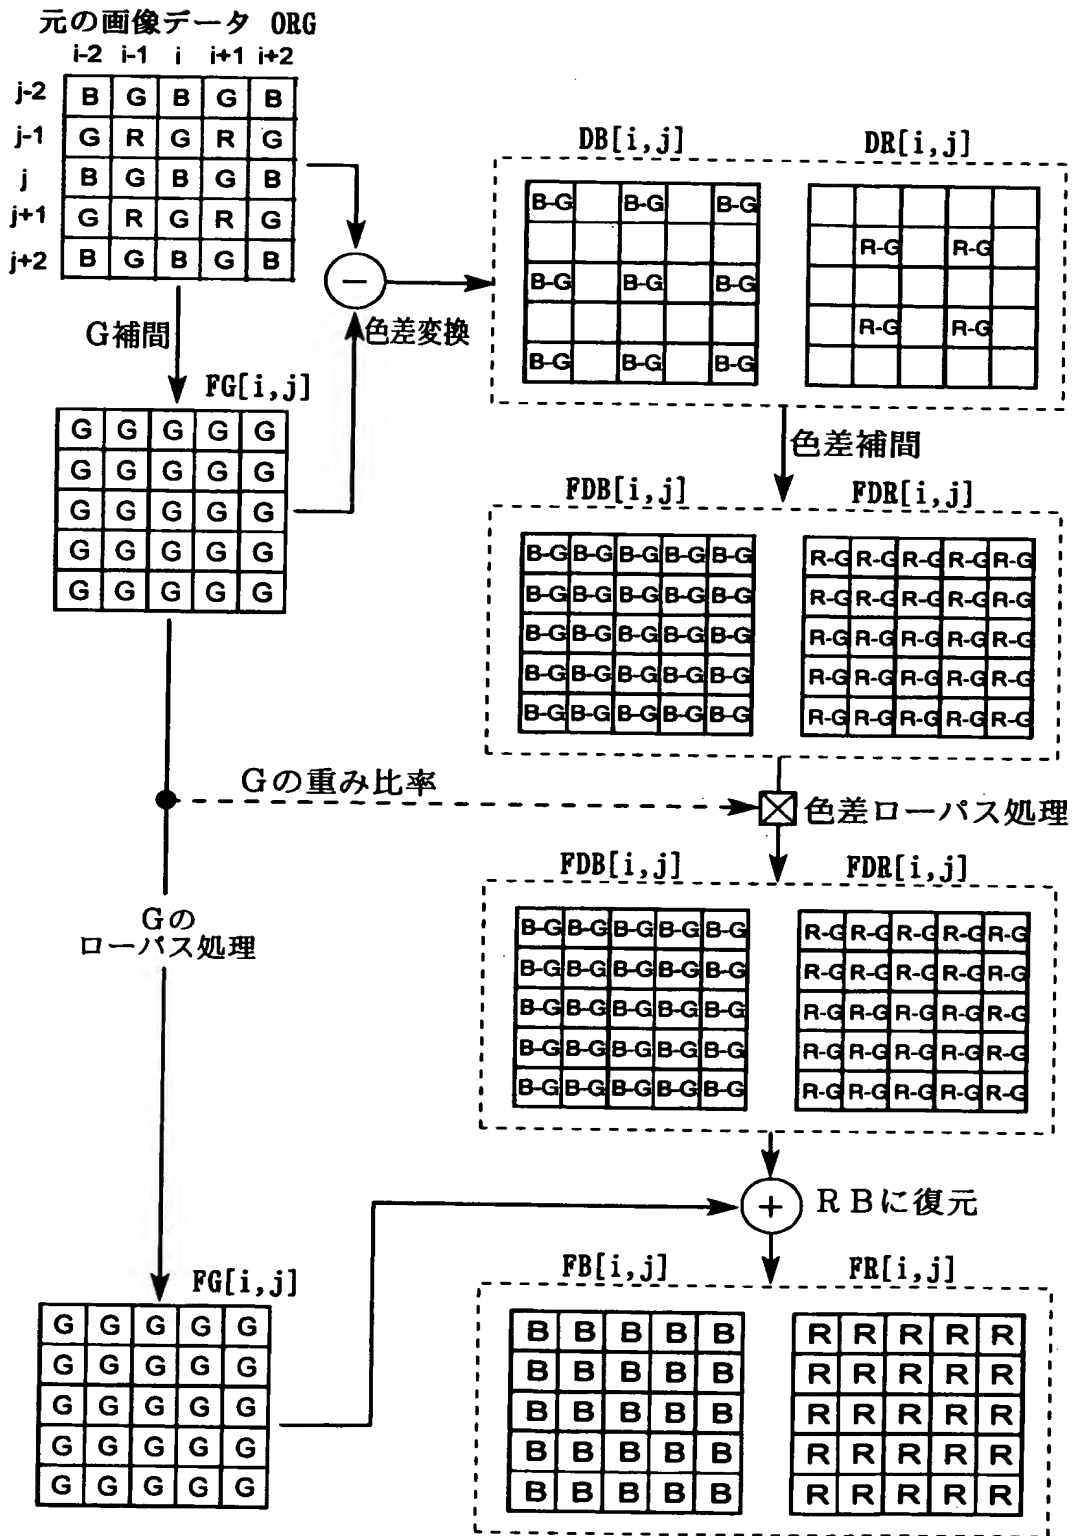 元の画像データ ORG
i-2 i-1 i i+1 i+2
j-2 B G B G B
j-1 G R G R G
j B G B G B
j+1 G R G R G
j+2 B G B G B
G補間
色差変換
−
DB[i,j] DR[i,j]
B-G B-G B-G
R-G R-G
B-G B-G B-G
R-G R-G
B-G B-G B-G
FG[i,j]
G G G G G
G G G G G
G G G G G
G G G G G
G G G G G
色差補間
FDB[i,j] FDR[i,j]
B-G B-G B-G B-G B-G R-G R-G R-G R-G R-G
B-G B-G B-G B-G B-G R-G R-G R-G R-G R-G
B-G B-G B-G B-G B-G R-G R-G R-G R-G R-G
B-G B-G B-G B-G B-G R-G R-G R-G R-G R-G
B-G B-G B-G B-G B-G R-G R-G R-G R-G R-G
Gの重み比率
色差ローパス処理
Gの
ローパス処理
FDB[i,j] FDR[i,j]
B-G B-G B-G B-G B-G R-G R-G R-G R-G R-G
B-G B-G B-G B-G B-G R-G R-G R-G R-G R-G
B-G B-G B-G B-G B-G R-G R-G R-G R-G R-G
B-G B-G B-G B-G B-G R-G R-G R-G R-G R-G
B-G B-G B-G B-G B-G R-G R-G R-G R-G R-G
+ RBに復元
FG[i,j]
G G G G G
G G G G G
G G G G G
G G G G G
G G G G G
FB[i,j] FR[i,j]
B B B B B R R R R R
B B B B B R R R R R
B B B B B R R R R R
B B B B B R R R R R
B B B B B R R R R R